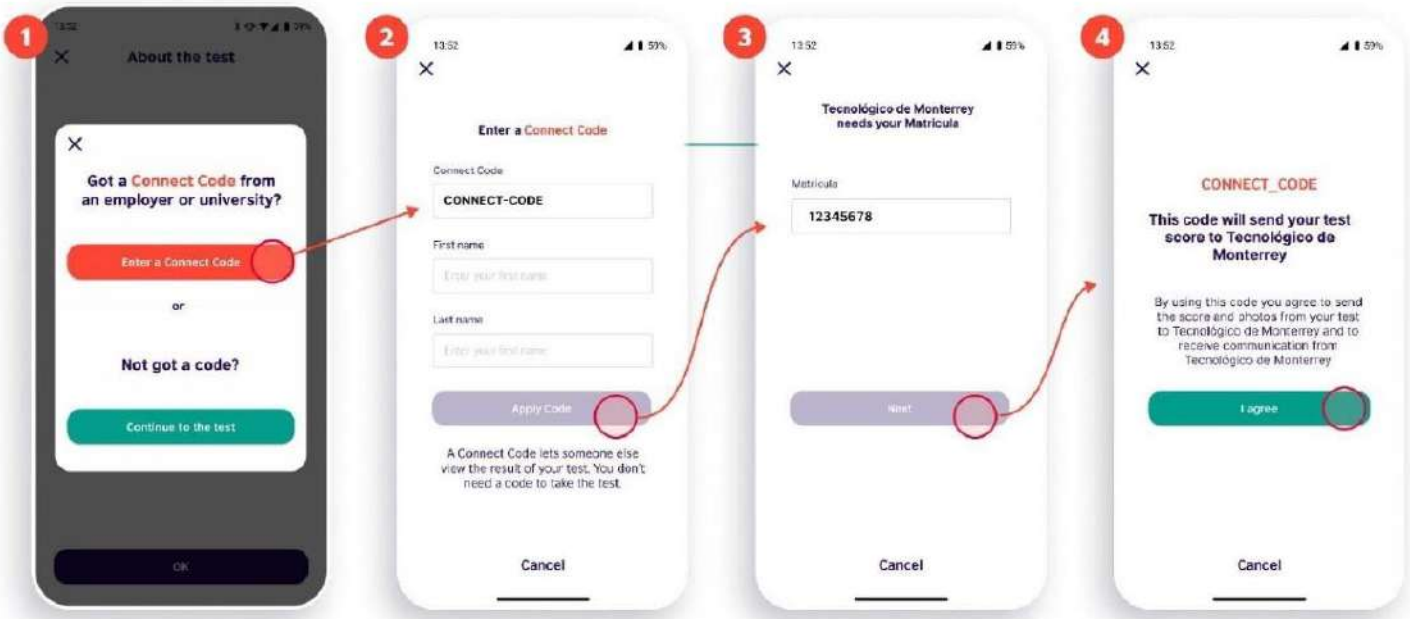 1
13:52
59%
About the test
Got a Connect Code from
an employer or university?
Enter a Connect Code
or
Not got a code?
Continue to the test
OK
2
13:52
59%
Enter a Connect Code
Connect Code
CONNECT-CODE
First name
Enter your first name
Last name
Enter your first name
Apply Code
A Connect Code lets someone else
view the result of your test. You don't
need a code to take the test.
Cancel
3
13:52
59%
Tecnológico de Monterrey
needs your Matricula
Matricula
12345678
Next
Cancel
4
13:52
59%
CONNECT_CODE
This code will send your test
score to Tecnológico de
Monterrey
By using this code you agree to send
the score and photos from your test
to Tecnológico de Monterrey and to
receive communication from
Tecnológico de Monterrey
I agree
Cancel